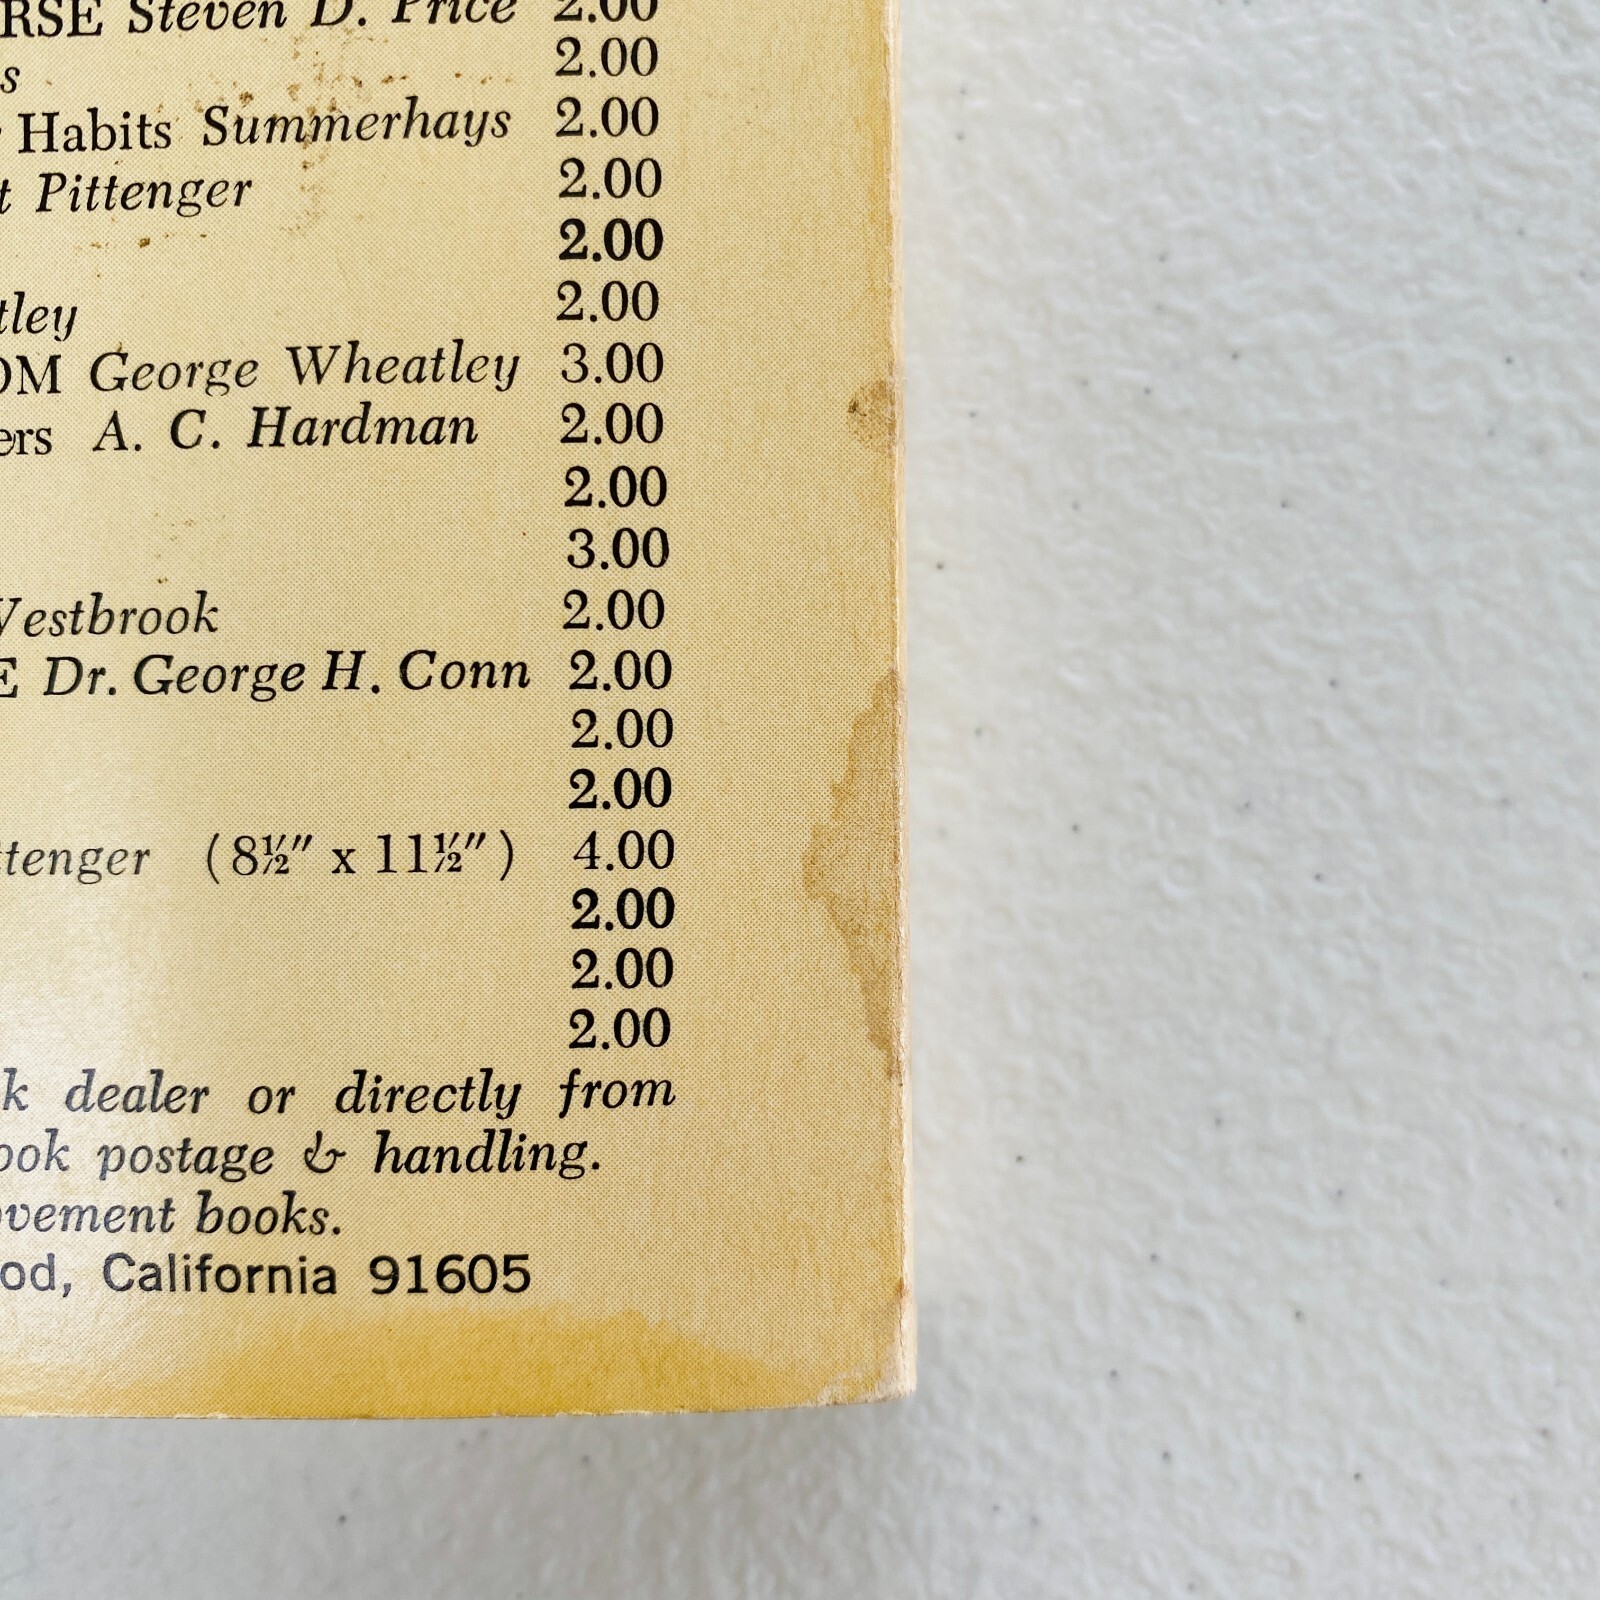 RSE Steven D. Price 2.00
s 2.00
Habits Summerhays 2.00
t Pittenger 2.00
2.00
tley 2.00
OM George Wheatley 3.00
ers A. C. Hardman 2.00
2.00
3.00
Westbrook 2.00
E Dr. George H. Conn 2.00
2.00
2.00
ttenger (8½" x 11½") 4.00
2.00
2.00
2.00
k dealer or directly from
ook postage & handling.
vement books.
od, California 91605